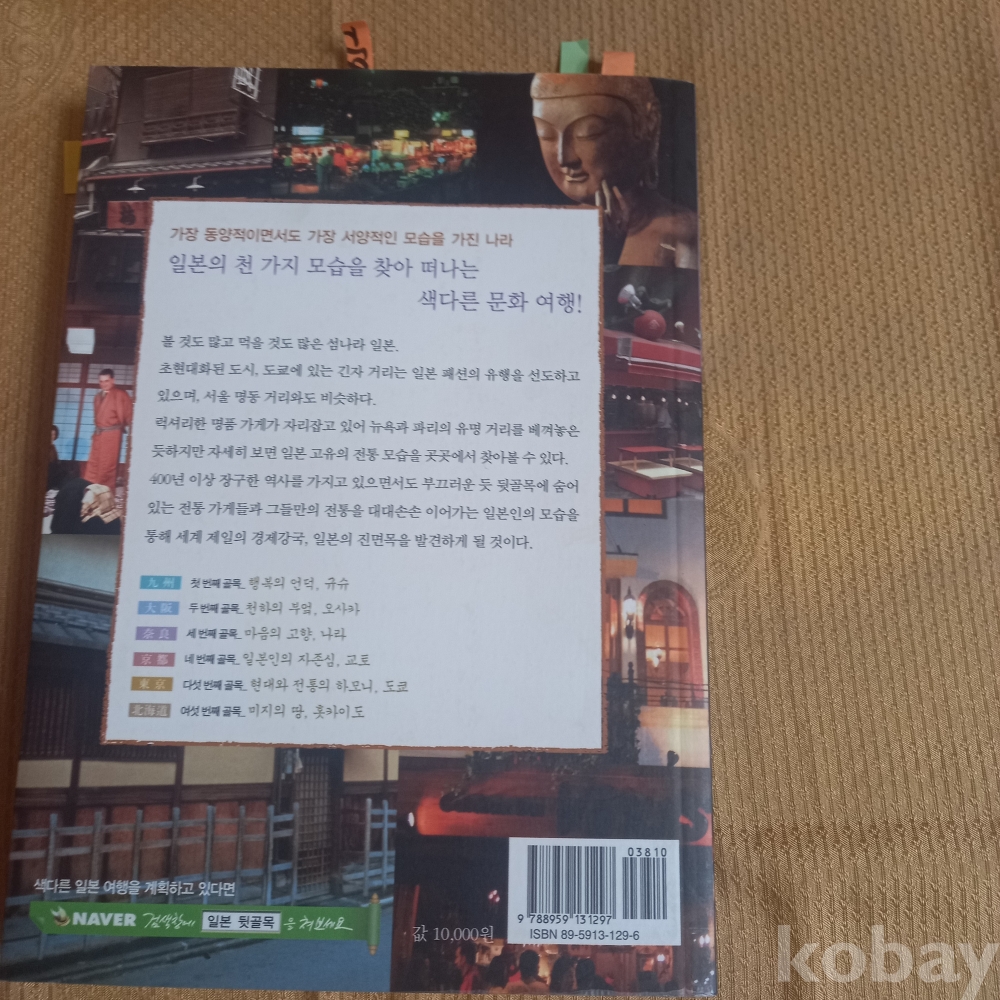 가장 동양적이면서도 가장 서양적인 모습을 가진 나라
일본의 천 가지 모습을 찾아 떠나는
색다른 문화 여행!
볼 것도 많고 먹을 것도 많은 섬나라 일본.
초현대화된 도시, 도쿄에 있는 긴자 거리는 일본 패션의 유행을 선도하고
있으며, 서울 명동 거리와도 비슷하다.
럭셔리한 명품 가게가 자리잡고 있어 뉴욕과 파리의 유명 거리를 베껴놓은
듯하지만 자세히 보면 일본 고유의 전통 모습을 곳곳에서 찾아볼 수 있다.
400년 이상 장구한 역사를 가지고 있으면서도 부끄러운 듯 뒷골목에 숨어
있는 전통 가게들과 그들만의 전통을 대대손손 이어가는 일본인의 모습을
통해 세계 제일의 경제강국, 일본의 진면목을 발견하게 될 것이다.
九州 첫 번째 골목_ 행복의 언덕, 규슈
大阪 두 번째 골목_ 천하의 부엌, 오사카
奈良 세 번째 골목_ 마음의 고향, 나라
京都 네 번째 골목_ 일본인의 자존심, 교토
東京 다섯 번째 골목_ 현대와 전통의 하모니, 도쿄
北海道 여섯 번째 골목_ 미지의 땅, 홋카이도
색다른 일본 여행을 계획하고 있다면
NAVER 검색창에 일본 뒷골목 을 쳐보세요
값 10,000원
03810
9 788959 131297
ISBN 89-5913-129-6
kobay